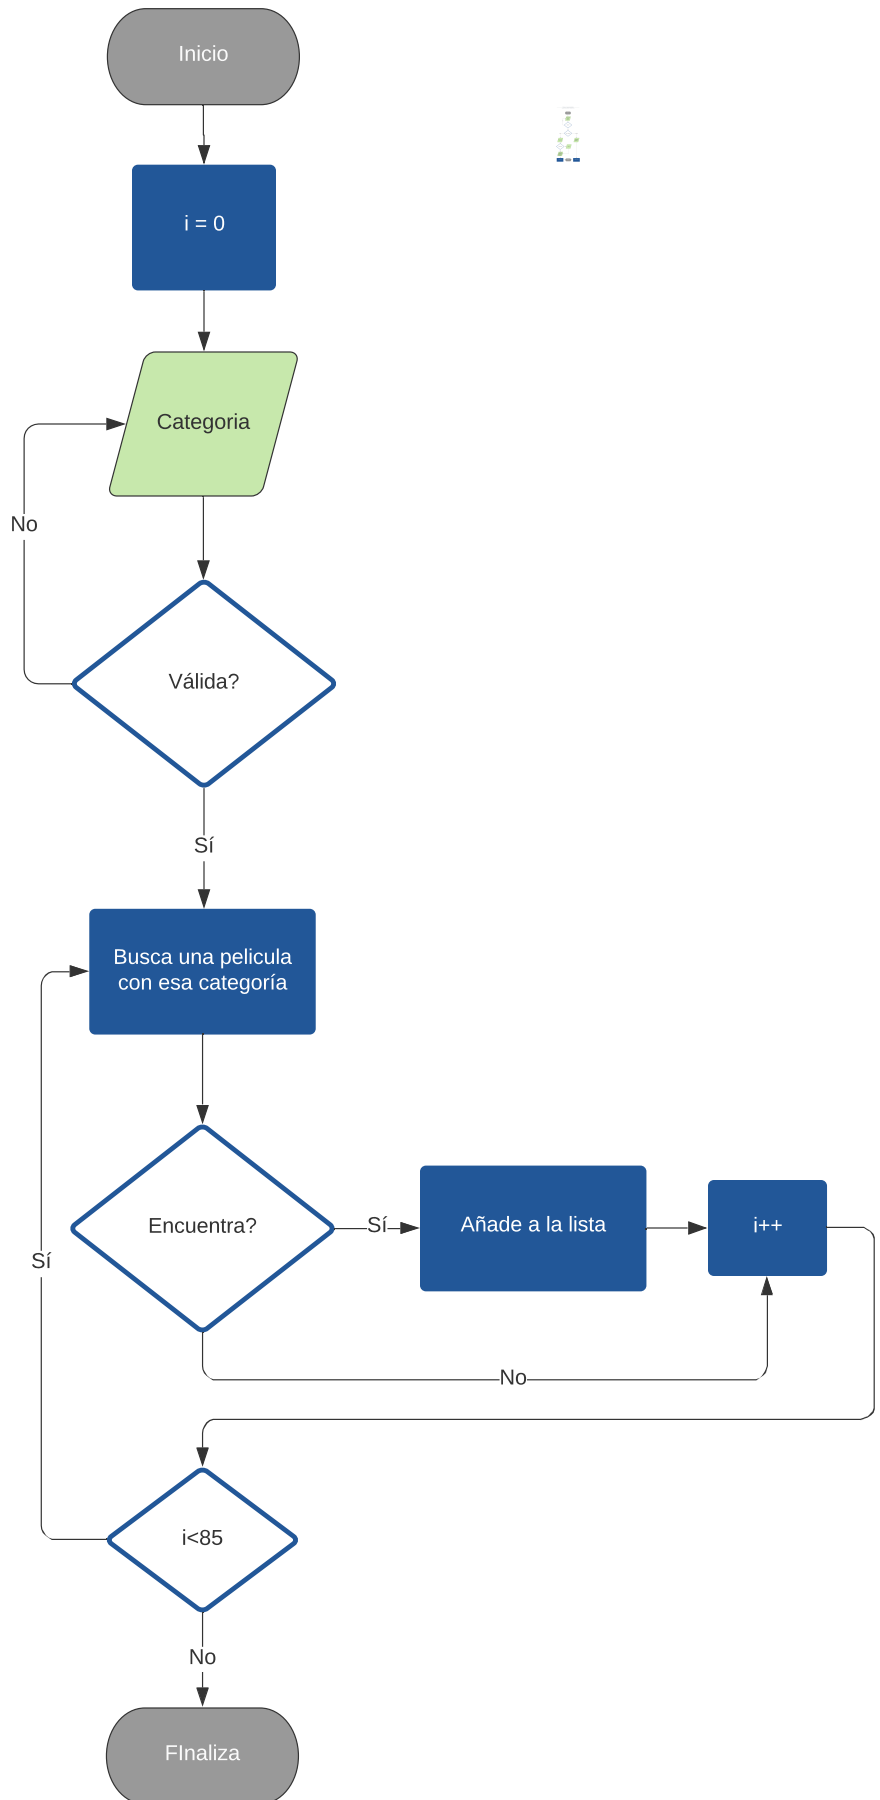 Inicio
i = 0
Categoria
No
Válida?
Sí
Busca una pelicula
con esa categoría
Encuentra?
Sí
Añade a la lista
i++
Sí
No
i<85
No
FInaliza